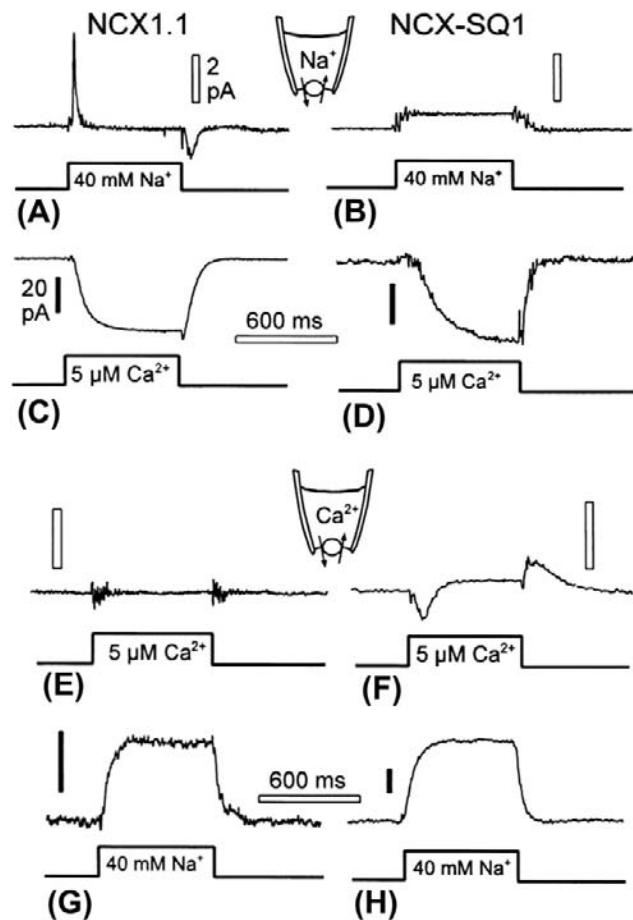 NCX1.1
NCX-SQ1
2 pA
Na⁺
40 mM Na⁺
40 mM Na⁺
(A)
(B)
20 pA
600 ms
5 µM Ca²⁺
5 µM Ca²⁺
(C)
(D)
Ca²⁺
5 µM Ca²⁺
5 µM Ca²⁺
(E)
(F)
600 ms
40 mM Na⁺
40 mM Na⁺
(G)
(H)